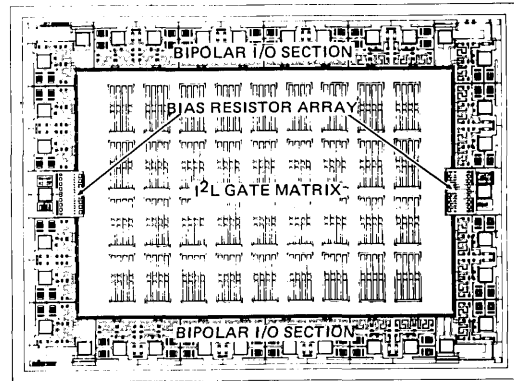 BIPOLAR I/O SECTION
BIAS RESISTOR ARRAY
I²L GATE MATRIX
BIPOLAR I/O SECTION